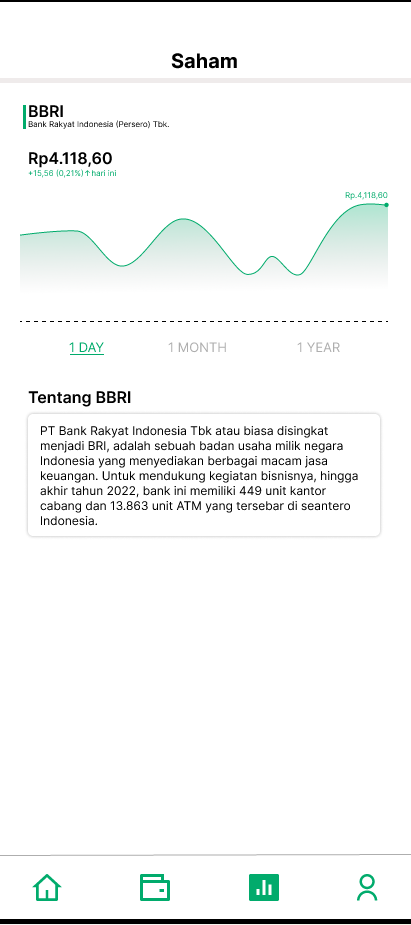 Saham
BBRI
Bank Rakyat Indonesia (Persero) Tbk.
Rp4.118,60
+15,56 (0,21%)↑hari ini
Rp.4,118,60
1 DAY 1 MONTH 1 YEAR
Tentang BBRI
PT Bank Rakyat Indonesia Tbk atau biasa disingkat
menjadi BRI, adalah sebuah badan usaha milik negara
Indonesia yang menyediakan berbagai macam jasa
keuangan. Untuk mendukung kegiatan bisnisnya, hingga
akhir tahun 2022, bank ini memiliki 449 unit kantor
cabang dan 13.863 unit ATM yang tersebar di seantero
Indonesia.